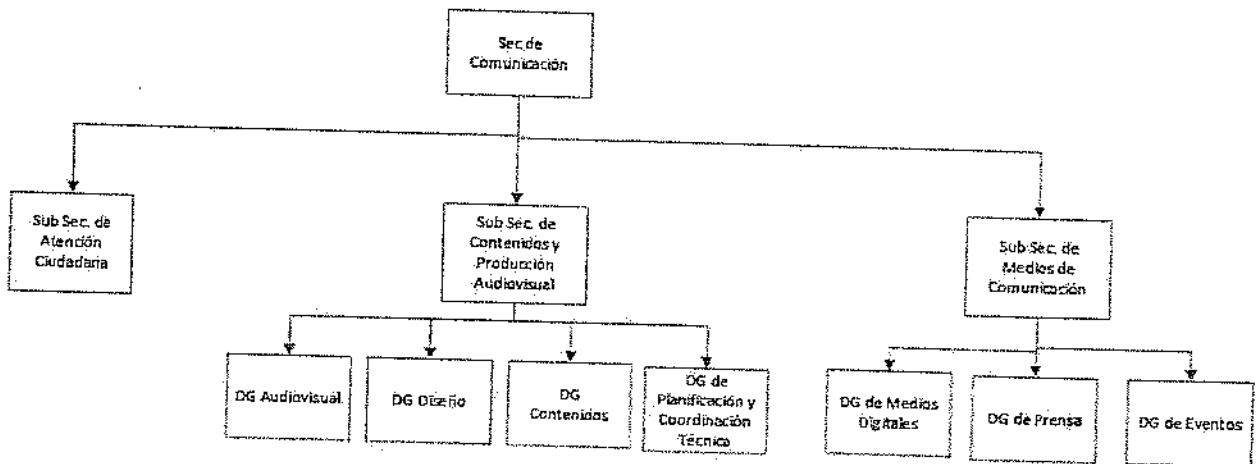 Sec de
Comunicación
Sub Sec. de
Atención
Ciudadana
Sub Sec. de
Contenidos y
Producción
Audiovisual
Sub Sec. de
Medios de
Comunicación
DG Audiovisual
DG Diseño
DG
Contenidos
DG de
Planificación y
Coordinación
Técnica
DG de Medios
Digitales
DG de Prensa
DG de Eventos